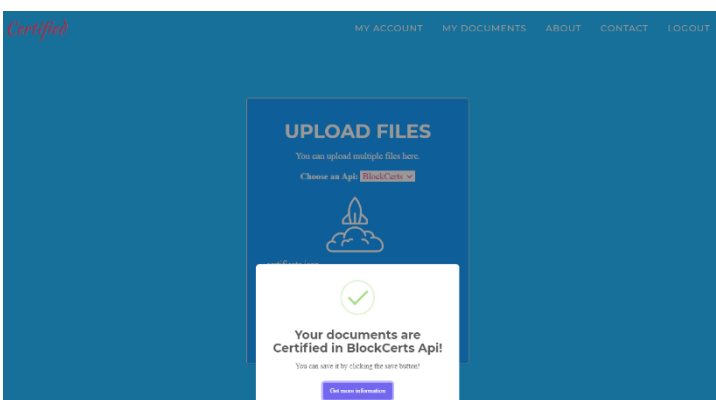 Certified
MY ACCOUNT MY DOCUMENTS ABOUT CONTACT LOGOUT
UPLOAD FILES
You can upload multiple files here.
Choose an Api: BlockCerts
Your documents are
Certified in BlockCerts Api!
You can save it by clicking the save button!
Get more information